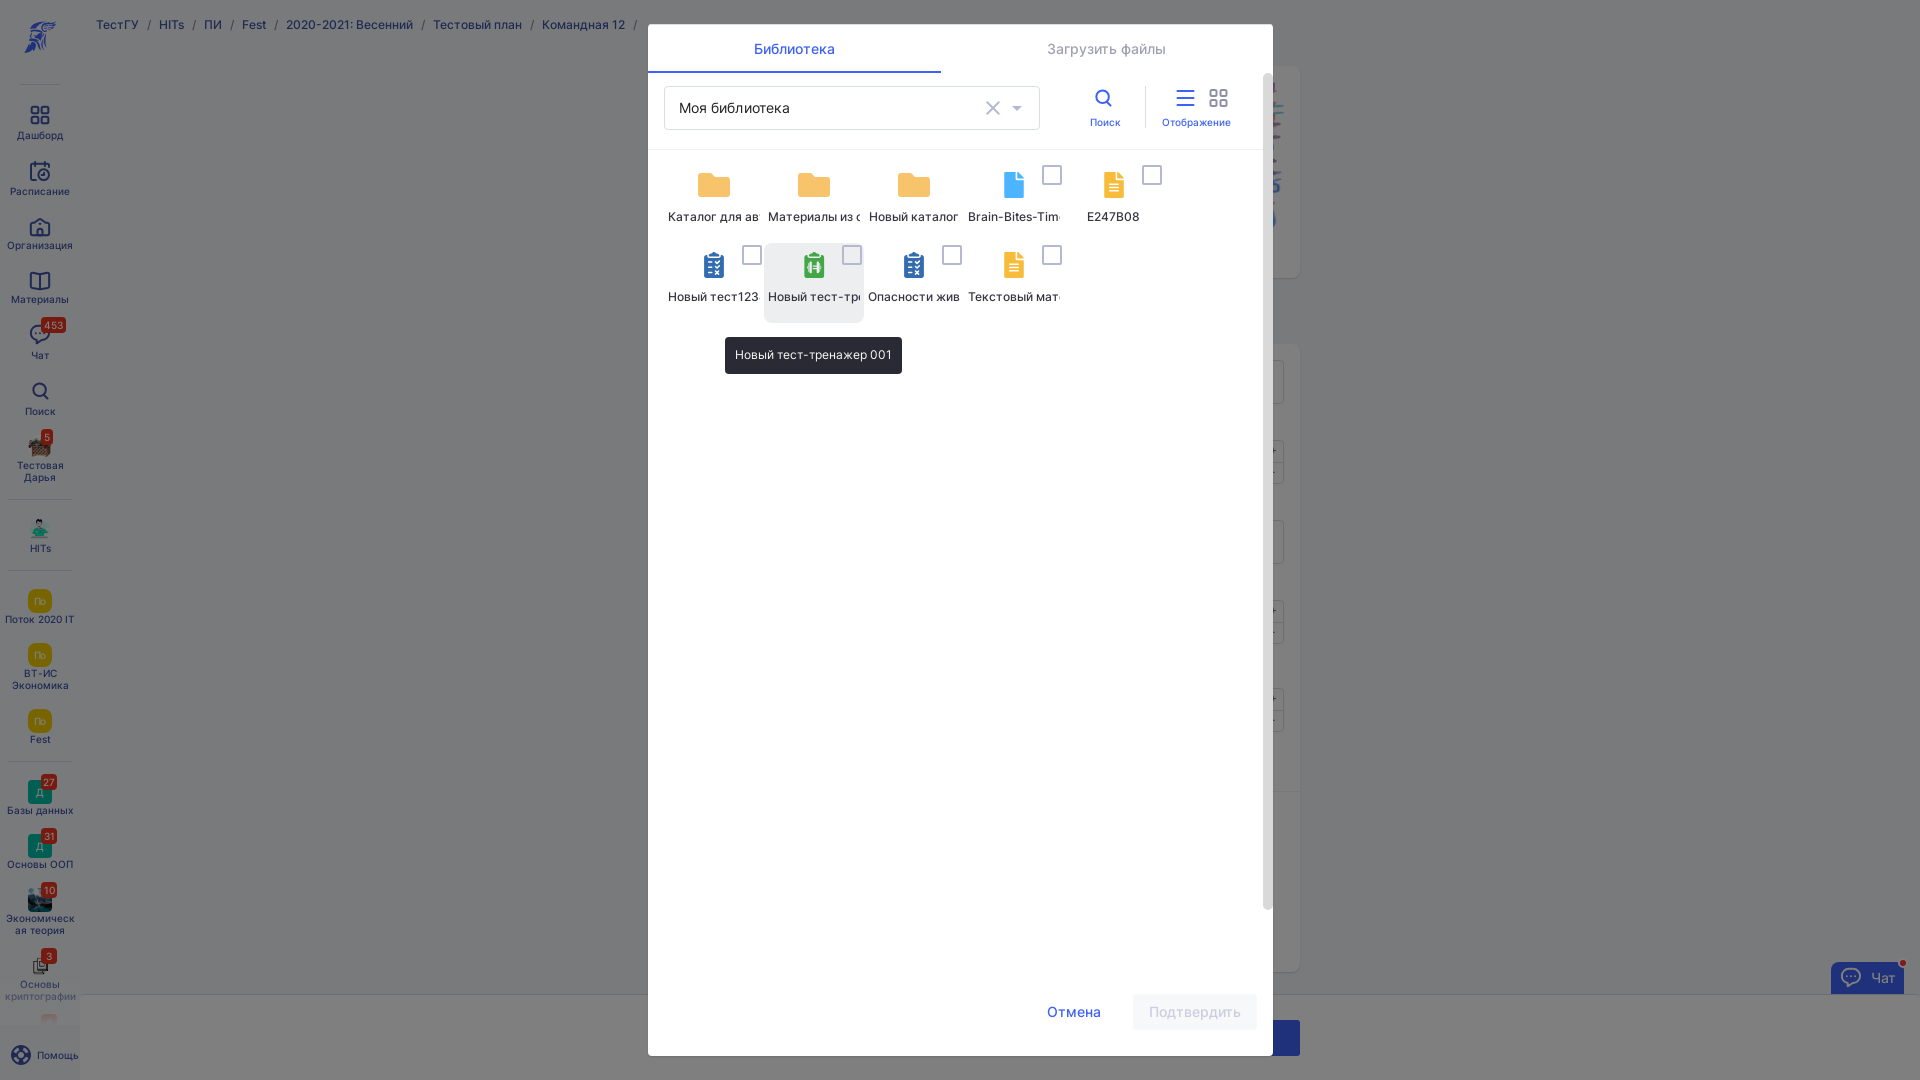 ТестГУ / HITs / ПИ / Fest / 2020-2021: Весенний / Тестовый план / Командная 12 /
Дашборд
Расписание
Организация
Материалы
453
Чат
Поиск
5
Тестовая
Дарья
HITs
По
Поток 2020 IT
По
ВТ-ИС
Экономика
По
Fest
Д
27
Базы данных
Д
31
Основы ООП
10
Экономическ
ая теория
3
Основы
криптографии
Помощь
Библиотека
Загрузить файлы
Моя библиотека
Поиск
Отображение
Каталог для ав
Материалы из с
Новый каталог
Brain-Bites-Tim
E247B08
Новый тест123
Новый тест-тре
Опасности жив
Текстовый мат
Новый тест-тренажер 001
Отмена
Подтвердить
Чат